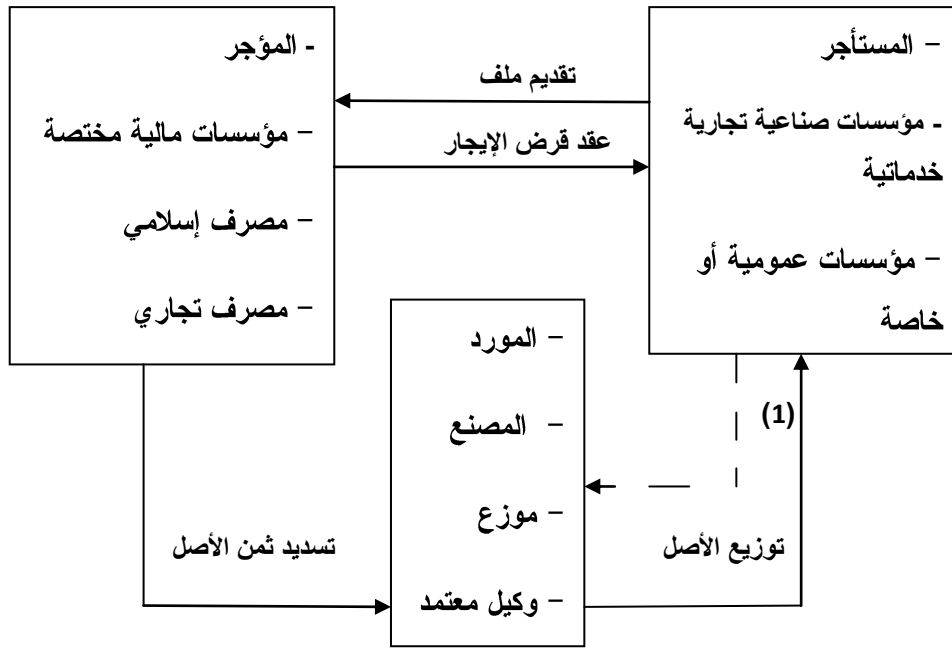 - المستأجر
- مؤسسات صناعية تجارية
خدماتية
- مؤسسات عمومية أو
خاصة
تقديم ملف
عقد قرض الإيجار
- المؤجر
- مؤسسات مالية مختصة
- مصرف إسلامي
- مصرف تجاري
- المورد
- المصنع
- موزع
- وكيل معتمد
(1)
توزيع الأصل
تسديد ثمن الأصل